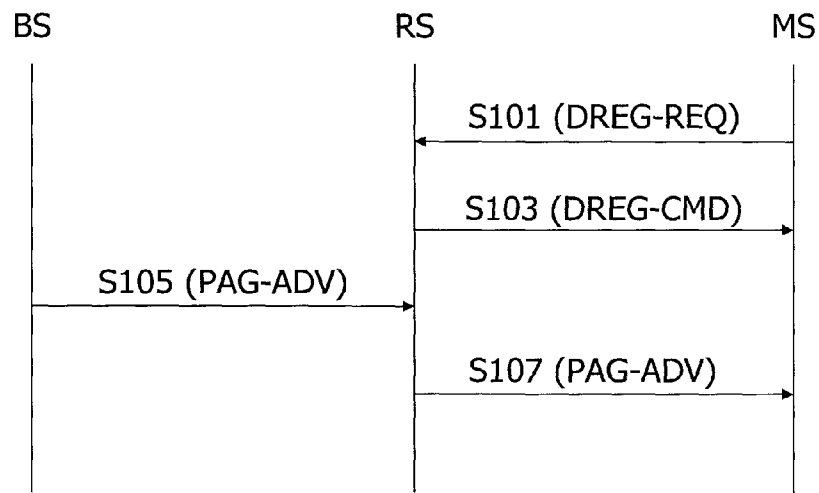 BS RS MS
S101 (DREG-REQ)
S103 (DREG-CMD)
S105 (PAG-ADV)
S107 (PAG-ADV)